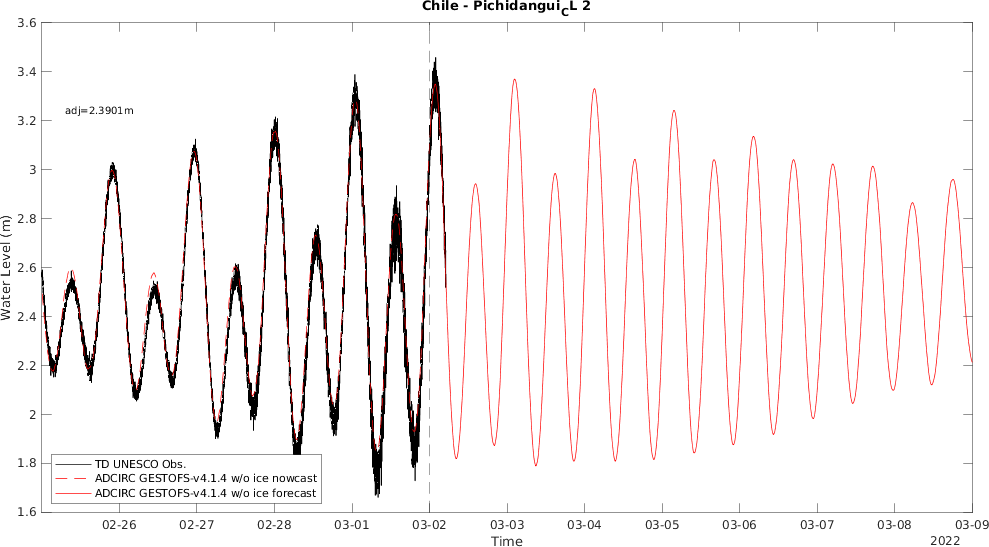 Chile - Pichidangui_CL 2
3.6
3.4
3.2
3
2.8
2.6
2.4
2.2
2
1.8
1.6
Water Level (m)
adj=2.3901m
TD UNESCO Obs.
ADCIRC GESTOFS-v4.1.4 w/o ice nowcast
ADCIRC GESTOFS-v4.1.4 w/o ice forecast
02-26 02-27 02-28 03-01 03-02 03-03 03-04 03-05 03-06 03-07 03-08 03-09
Time
2022